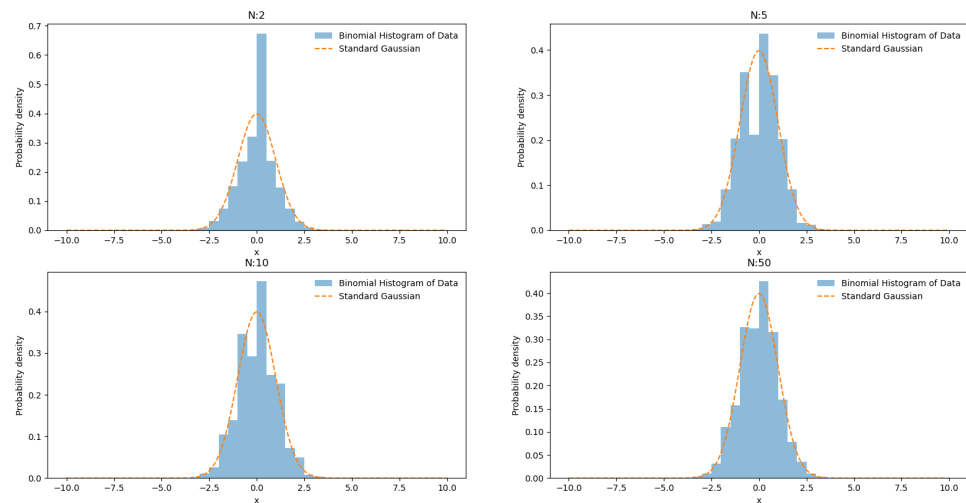 N:2
Binomial Histogram of Data
Standard Gaussian
0.7
0.6
0.5
0.4
0.3
0.2
0.1
0.0
Probability density
−10.0 −7.5 −5.0 −2.5 0.0 2.5 5.0 7.5 10.0
x
N:5
Binomial Histogram of Data
Standard Gaussian
0.4
0.3
0.2
0.1
0.0
Probability density
−10.0 −7.5 −5.0 −2.5 0.0 2.5 5.0 7.5 10.0
x
N:10
Binomial Histogram of Data
Standard Gaussian
0.4
0.3
0.2
0.1
0.0
Probability density
−10.0 −7.5 −5.0 −2.5 0.0 2.5 5.0 7.5 10.0
x
N:50
Binomial Histogram of Data
Standard Gaussian
0.40
0.35
0.30
0.25
0.20
0.15
0.10
0.05
0.00
Probability density
−10.0 −7.5 −5.0 −2.5 0.0 2.5 5.0 7.5 10.0
x